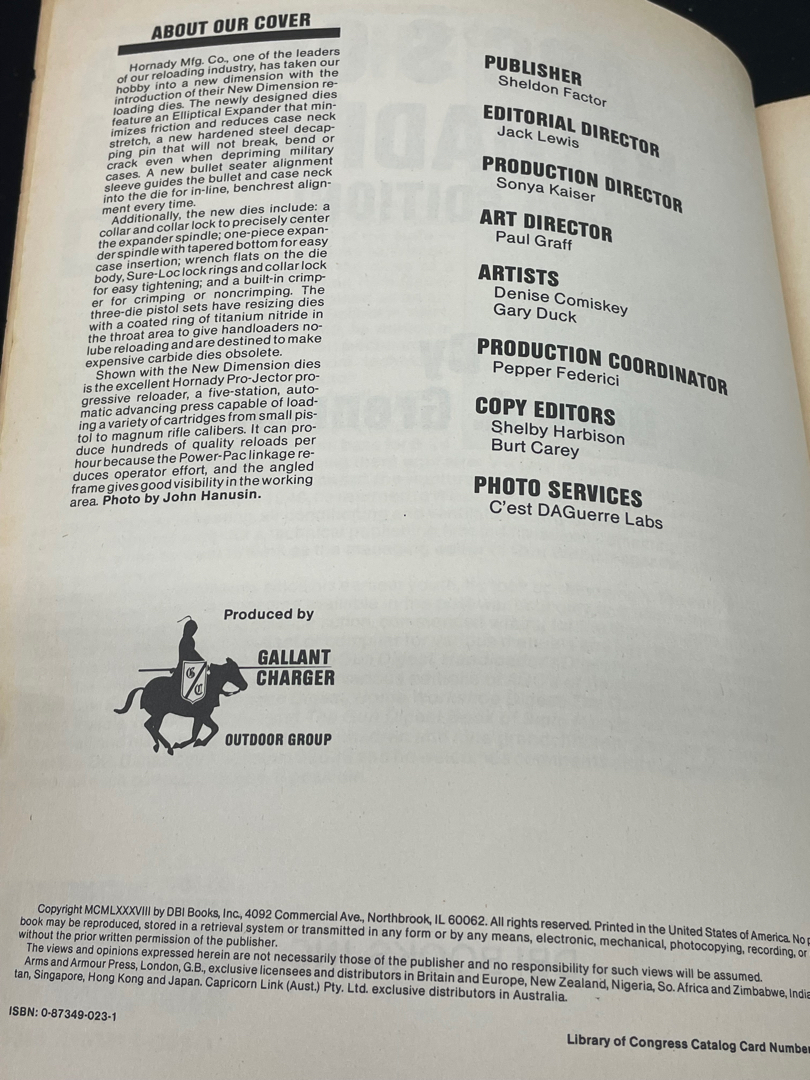 ABOUT OUR COVER
Hornady Mfg. Co., one of the leaders
of our reloading industry, has taken our
hobby into a new dimension with the
introduction of their New Dimension re-
loading dies. The newly designed dies
feature an Elliptical Expander that min-
imizes friction and reduces case neck
stretch, a new hardened steel decap-
ping pin that will not break, bend or
crack even when depriming military
cases. A new bullet seater alignment
sleeve guides the bullet and case neck
into the die for in-line, benchrest align-
ment every time.
Additionally, the new dies include: a
collar and collar lock to precisely center
the expander spindle; one-piece expan-
der spindle with tapered bottom for easy
case insertion; wrench flats on the die
body, Sure-Loc lock rings and collar lock
for easy tightening; and a built-in crimp-
er for crimping or noncrimping. The
three-die pistol sets have resizing dies
with a coated ring of titanium nitride in
the throat area to give handloaders no-
lube reloading and are destined to make
expensive carbide dies obsolete.
Shown with the New Dimension dies
is the excellent Hornady Pro-Jector pro-
gressive reloader, a five-station, auto-
matic advancing press capable of load-
ing a variety of cartridges from small pis-
tol to magnum rifle calibers. It can pro-
duce hundreds of quality reloads per
hour because the Power-Pac linkage re-
duces operator effort, and the angled
frame gives good visibility in the working
area. Photo by John Hanusin.
PUBLISHER
Sheldon Factor
EDITORIAL DIRECTOR
Jack Lewis
PRODUCTION DIRECTOR
Sonya Kaiser
ART DIRECTOR
Paul Graff
ARTISTS
Denise Comiskey
Gary Duck
PRODUCTION COORDINATOR
Pepper Federici
COPY EDITORS
Shelby Harbison
Burt Carey
PHOTO SERVICES
C'est DAGuerre Labs
Produced by
G/C
GALLANT
CHARGER
OUTDOOR GROUP
Copyright MCMLXXXVIII by DBI Books, Inc., 4092 Commercial Ave., Northbrook, IL 60062. All rights reserved. Printed in the United States of America. No
book may be reproduced, stored in a retrieval system or transmitted in any form or by any means, electronic, mechanical, photocopying, recording, or
without the prior written permission of the publisher.
The views and opinions expressed herein are not necessarily those of the publisher and no responsibility for such views will be assumed.
Arms and Armour Press, London, G.B., exclusive licensees and distributors in Britain and Europe, New Zealand, Nigeria, So. Africa and Zimbabwe, India
tan, Singapore, Hong Kong and Japan. Capricorn Link (Aust.) Pty. Ltd. exclusive distributors in Australia.
ISBN: 0-87349-023-1
Library of Congress Catalog Card Number